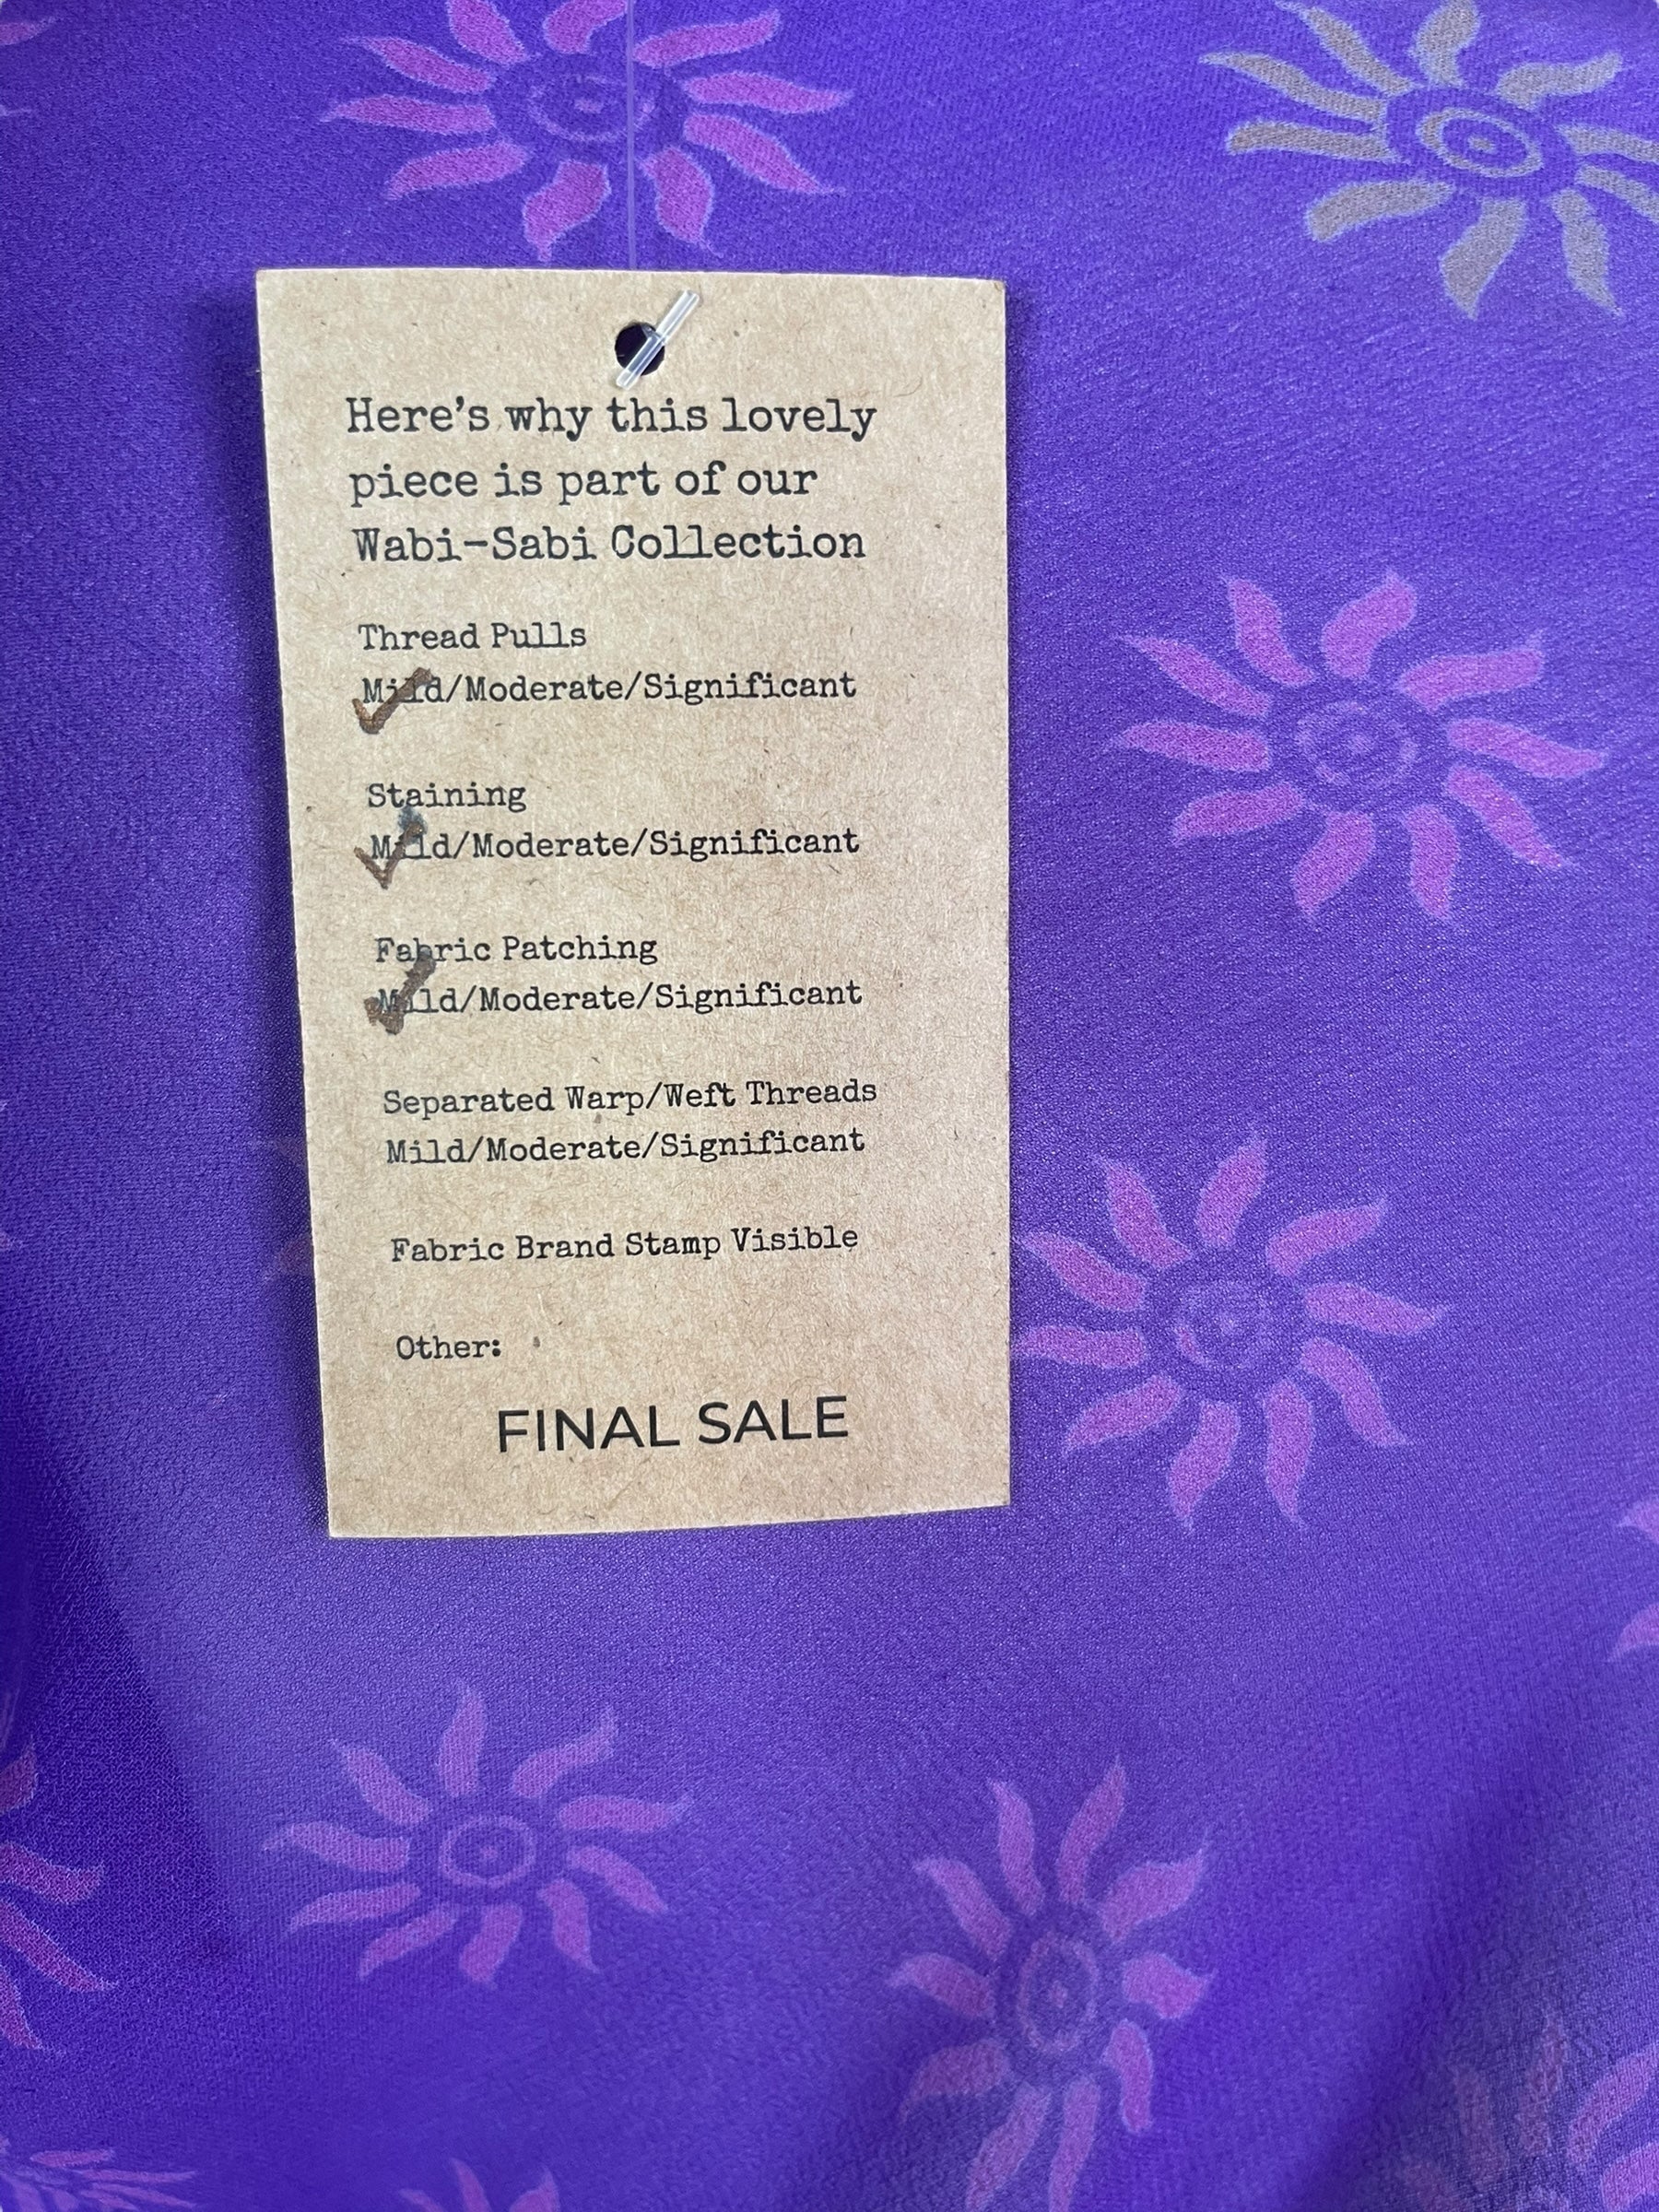 Here's why this lovely
piece is part of our
Wabi-Sabi Collection
Thread Pulls
Mild/Moderate/Significant
Staining
Mild/Moderate/Significant
Fabric Patching
Mild/Moderate/Significant
Separated Warp/Weft Threads
Mild/Moderate/Significant
Fabric Brand Stamp Visible
Other:
FINAL SALE